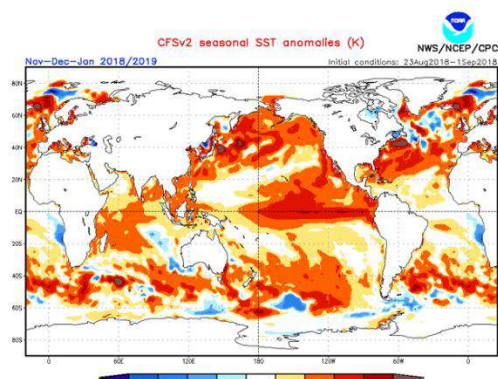 NOAA
CFSv2 seasonal SST anomalies (K)
NWS/NCEP/CPC
Nov-Dec-Jan 2018/2019
Initial conditions: 23Aug2018-1Sep2018
80N
60N
40N
20N
EQ
20S
40S
60S
80S
0 60E 120E 180 120W 60W 0